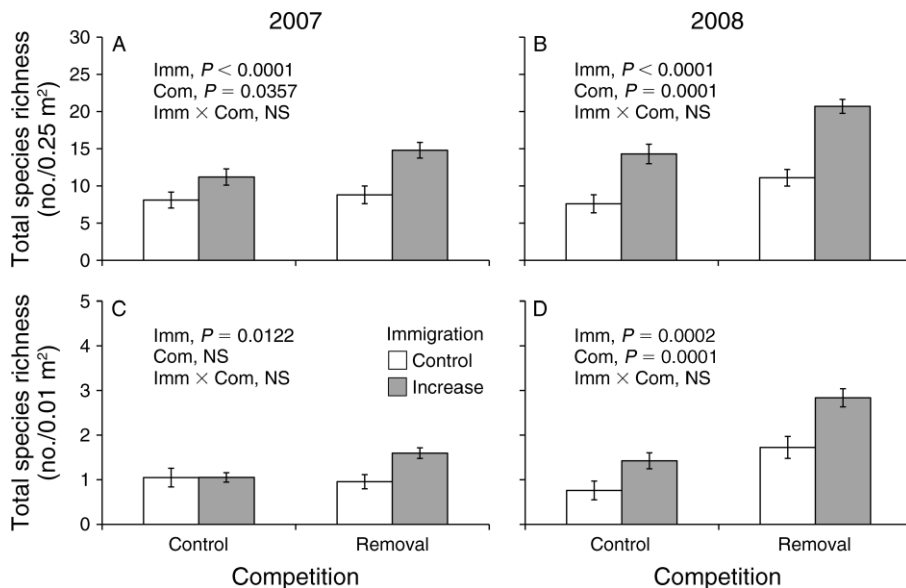 2007
2008
Total species richness
(no./0.25 m²)
30
25
20
15
10
5
0
A
Imm, P < 0.0001
Com, P = 0.0357
Imm × Com, NS
B
Imm, P < 0.0001
Com, P = 0.0001
Imm × Com, NS
Total species richness
(no./0.01 m²)
5
4
3
2
1
0
C
Imm, P = 0.0122
Com, NS
Imm × Com, NS
Immigration
Control
Increase
D
Imm, P = 0.0002
Com, P = 0.0001
Imm × Com, NS
Control
Removal
Control
Removal
Competition
Competition